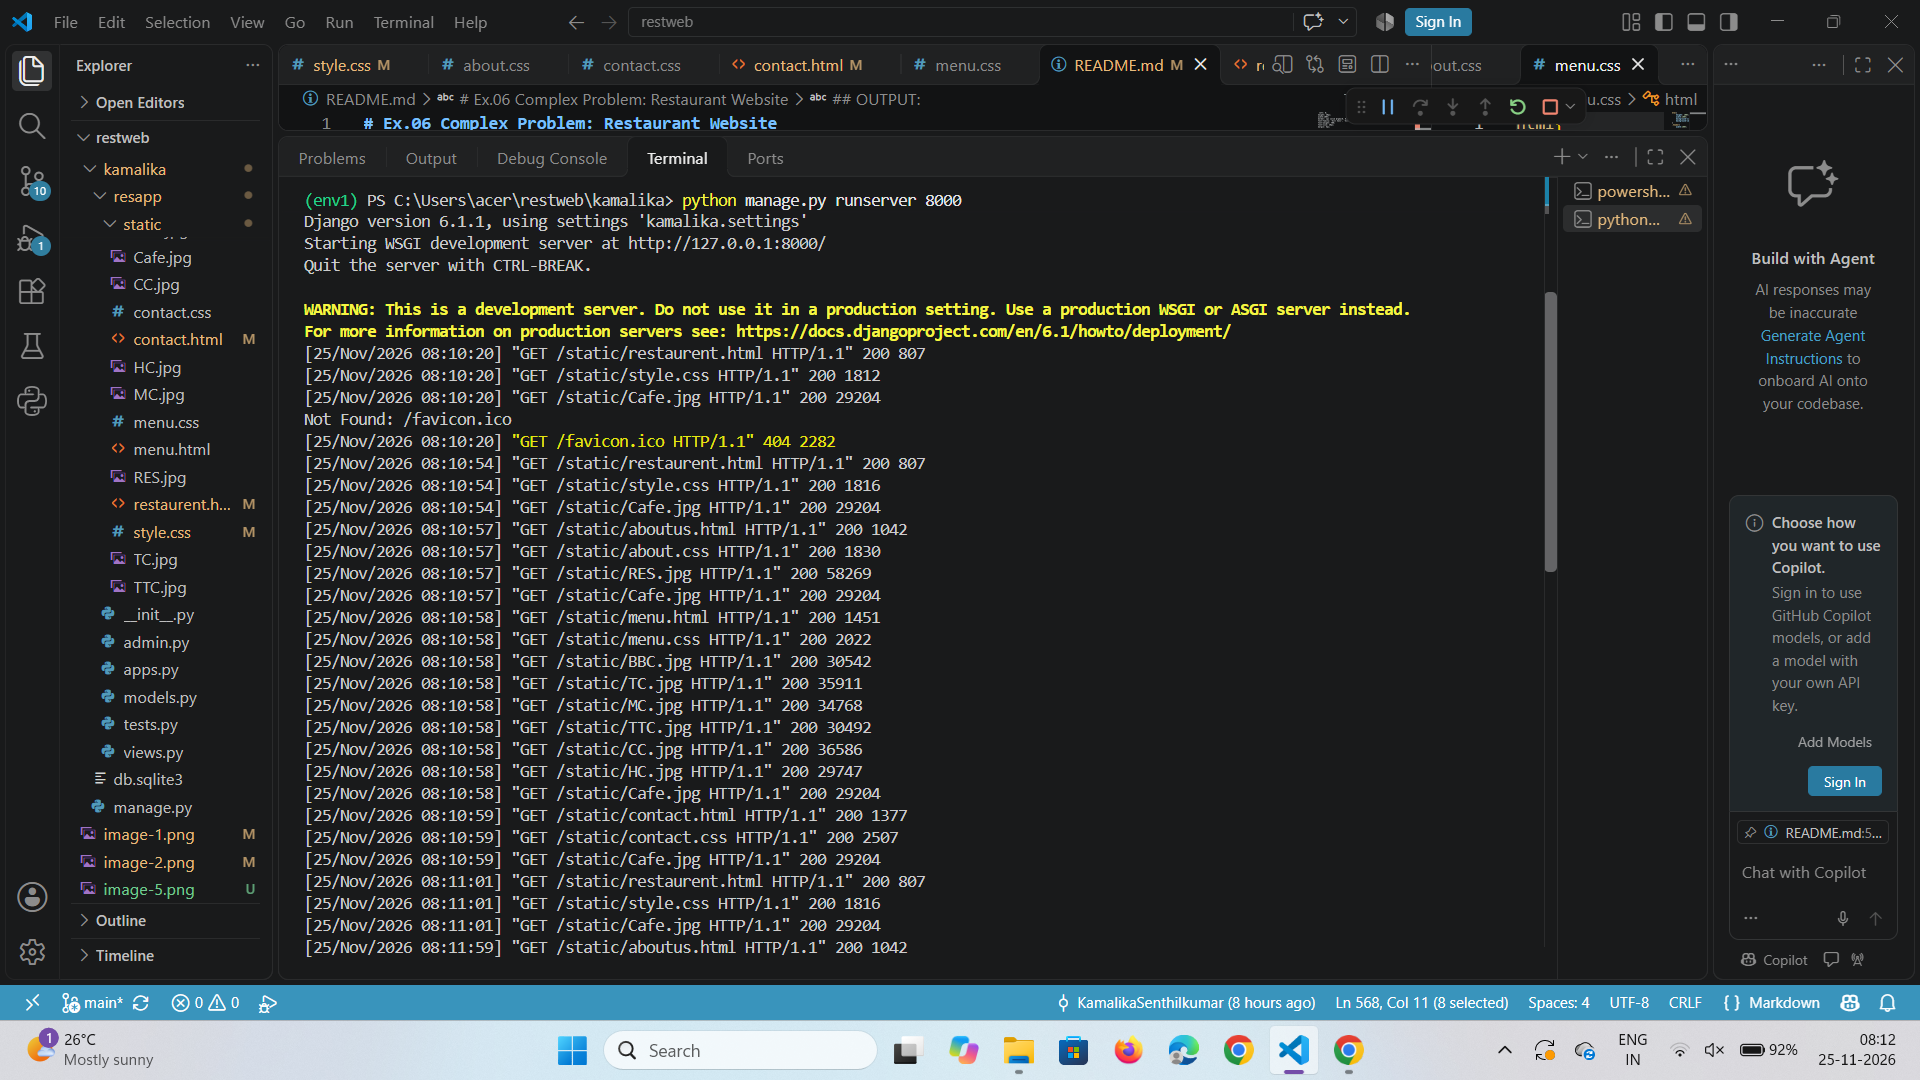 File Edit Selection View Go Run Terminal Help
restweb
Sign In
Explorer
Open Editors
restweb
kamalika
resapp
static
Cafe.jpg
CC.jpg
contact.css
contact.html M
HC.jpg
MC.jpg
menu.css
menu.html
RES.jpg
restaurent.h... M
style.css M
TC.jpg
TTC.jpg
__init__.py
admin.py
apps.py
models.py
tests.py
views.py
db.sqlite3
manage.py
image-1.png M
image-2.png M
image-5.png U
Outline
Timeline
10
1
style.css M
about.css
contact.css
contact.html M
menu.css
README.md M
menu.css
README.md > # Ex.06 Complex Problem: Restaurant Website > ## OUTPUT:
1 # Ex.06 Complex Problem: Restaurant Website
html
Problems Output Debug Console Terminal Ports
(env1) PS C:\Users\acer\restweb\kamalika> python manage.py runserver 8000
Django version 6.1.1, using settings 'kamalika.settings'
Starting WSGI development server at http://127.0.0.1:8000/
Quit the server with CTRL-BREAK.
WARNING: This is a development server. Do not use it in a production setting. Use a production WSGI or ASGI server instead.
For more information on production servers see: https://docs.djangoproject.com/en/6.1/howto/deployment/
[25/Nov/2026 08:10:20] "GET /static/restaurent.html HTTP/1.1" 200 807
[25/Nov/2026 08:10:20] "GET /static/style.css HTTP/1.1" 200 1812
[25/Nov/2026 08:10:20] "GET /static/Cafe.jpg HTTP/1.1" 200 29204
Not Found: /favicon.ico
[25/Nov/2026 08:10:20] "GET /favicon.ico HTTP/1.1" 404 2282
[25/Nov/2026 08:10:54] "GET /static/restaurent.html HTTP/1.1" 200 807
[25/Nov/2026 08:10:54] "GET /static/style.css HTTP/1.1" 200 1816
[25/Nov/2026 08:10:54] "GET /static/Cafe.jpg HTTP/1.1" 200 29204
[25/Nov/2026 08:10:57] "GET /static/aboutus.html HTTP/1.1" 200 1042
[25/Nov/2026 08:10:57] "GET /static/about.css HTTP/1.1" 200 1830
[25/Nov/2026 08:10:57] "GET /static/RES.jpg HTTP/1.1" 200 58269
[25/Nov/2026 08:10:57] "GET /static/Cafe.jpg HTTP/1.1" 200 29204
[25/Nov/2026 08:10:58] "GET /static/menu.html HTTP/1.1" 200 1451
[25/Nov/2026 08:10:58] "GET /static/menu.css HTTP/1.1" 200 2022
[25/Nov/2026 08:10:58] "GET /static/BBC.jpg HTTP/1.1" 200 30542
[25/Nov/2026 08:10:58] "GET /static/TC.jpg HTTP/1.1" 200 35911
[25/Nov/2026 08:10:58] "GET /static/MC.jpg HTTP/1.1" 200 34768
[25/Nov/2026 08:10:58] "GET /static/TTC.jpg HTTP/1.1" 200 30492
[25/Nov/2026 08:10:58] "GET /static/CC.jpg HTTP/1.1" 200 36586
[25/Nov/2026 08:10:58] "GET /static/HC.jpg HTTP/1.1" 200 29747
[25/Nov/2026 08:10:58] "GET /static/Cafe.jpg HTTP/1.1" 200 29204
[25/Nov/2026 08:10:59] "GET /static/contact.html HTTP/1.1" 200 1377
[25/Nov/2026 08:10:59] "GET /static/contact.css HTTP/1.1" 200 2507
[25/Nov/2026 08:10:59] "GET /static/Cafe.jpg HTTP/1.1" 200 29204
[25/Nov/2026 08:11:01] "GET /static/restaurent.html HTTP/1.1" 200 807
[25/Nov/2026 08:11:01] "GET /static/style.css HTTP/1.1" 200 1816
[25/Nov/2026 08:11:01] "GET /static/Cafe.jpg HTTP/1.1" 200 29204
[25/Nov/2026 08:11:59] "GET /static/aboutus.html HTTP/1.1" 200 1042
powersh...
python...
Build with Agent
AI responses may
be inaccurate
Generate Agent
Instructions to
onboard AI onto
your codebase.
Choose how
you want to use
Copilot.
Sign in to use
GitHub Copilot
models, or add
a model with
your own API
key.
Add Models
Sign In
README.md:5...
Chat with Copilot
Copilot
main* 0 0
KamalikaSenthilkumar (8 hours ago) Ln 568, Col 11 (8 selected) Spaces: 4 UTF-8 CRLF { } Markdown
1
26°C
Mostly sunny
Search
ENG
IN
92%
08:12
25-11-2026